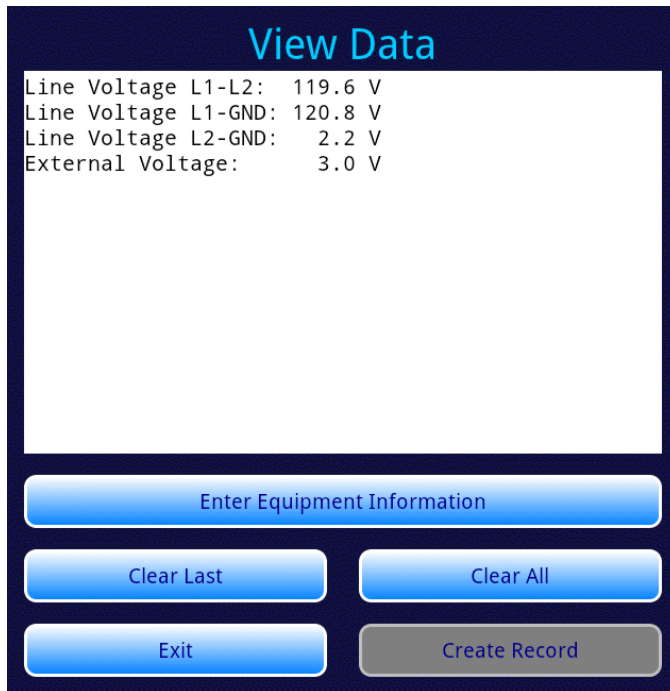 View Data
Line Voltage L1-L2: 119.6 V
Line Voltage L1-GND: 120.8 V
Line Voltage L2-GND: 2.2 V
External Voltage: 3.0 V
Enter Equipment Information
Clear Last
Clear All
Exit
Create Record